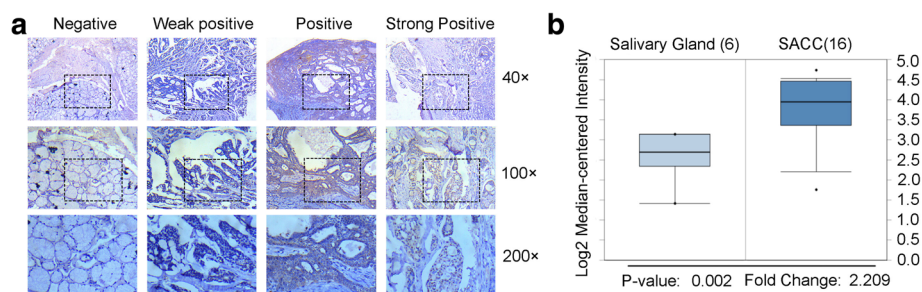 a
Negative Weak positive Positive Strong Positive
40×
100×
200×
b
Salivary Gland (6) SACC(16)
Log2 Median-centered Intensity
5.0
4.5
4.0
3.5
3.0
2.5
2.0
1.5
1.0
0.5
0.0
P-value: 0.002 Fold Change: 2.209